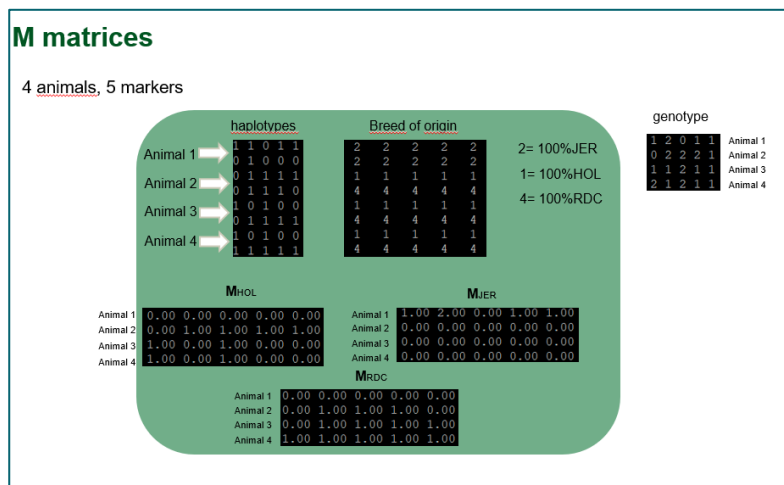 M matrices
4 animals, 5 markers
haplotypes
Breed of origin
genotype
Animal 1
Animal 2
Animal 3
Animal 4
1 1 0 1 1
0 1 0 0 0
0 1 1 1 1
0 1 1 1 0
1 0 1 0 0
0 1 1 1 1
1 0 1 0 0
1 1 1 1 1
2 2 2 2 2
2 2 2 2 2
1 1 1 1 1
4 4 4 4 4
1 1 1 1 1
4 4 4 4 4
1 1 1 1 1
4 4 4 4 4
2= 100%JER
1= 100%HOL
4= 100%RDC
1 2 0 1 1 Animal 1
0 2 2 2 1 Animal 2
1 1 2 1 1 Animal 3
2 1 2 1 1 Animal 4
MHOL
Animal 1 0.00 0.00 0.00 0.00 0.00
Animal 2 0.00 1.00 1.00 1.00 1.00
Animal 3 1.00 0.00 1.00 0.00 0.00
Animal 4 1.00 0.00 1.00 0.00 0.00
MJER
Animal 1 1.00 2.00 0.00 1.00 1.00
Animal 2 0.00 0.00 0.00 0.00 0.00
Animal 3 0.00 0.00 0.00 0.00 0.00
Animal 4 0.00 0.00 0.00 0.00 0.00
MRDC
Animal 1 0.00 0.00 0.00 0.00 0.00
Animal 2 0.00 1.00 1.00 1.00 0.00
Animal 3 0.00 1.00 1.00 1.00 1.00
Animal 4 1.00 1.00 1.00 1.00 1.00